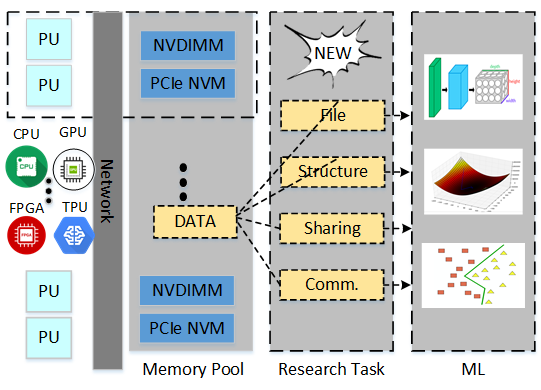 PU
PU
NVDIMM
PCIe NVM
NEW
File
Structure
Sharing
Comm.
CPU
GPU
CPU
FPGA
TPU
Network
DATA
PU
PU
NVDIMM
PCIe NVM
depth
height
width
Memory Pool
Research Task
ML